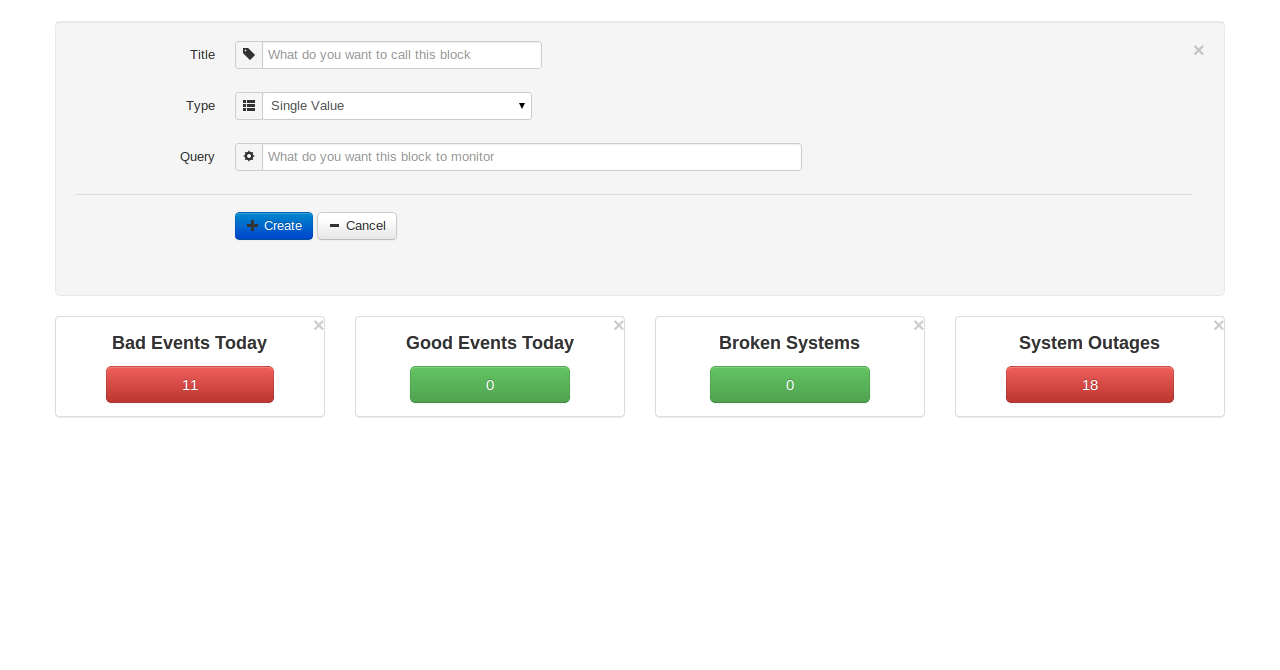 Title What do you want to call this block ×
Type Single Value
Query What do you want this block to monitor
Create Cancel
× × × ×
Bad Events Today Good Events Today Broken Systems System Outages
11 0 0 18